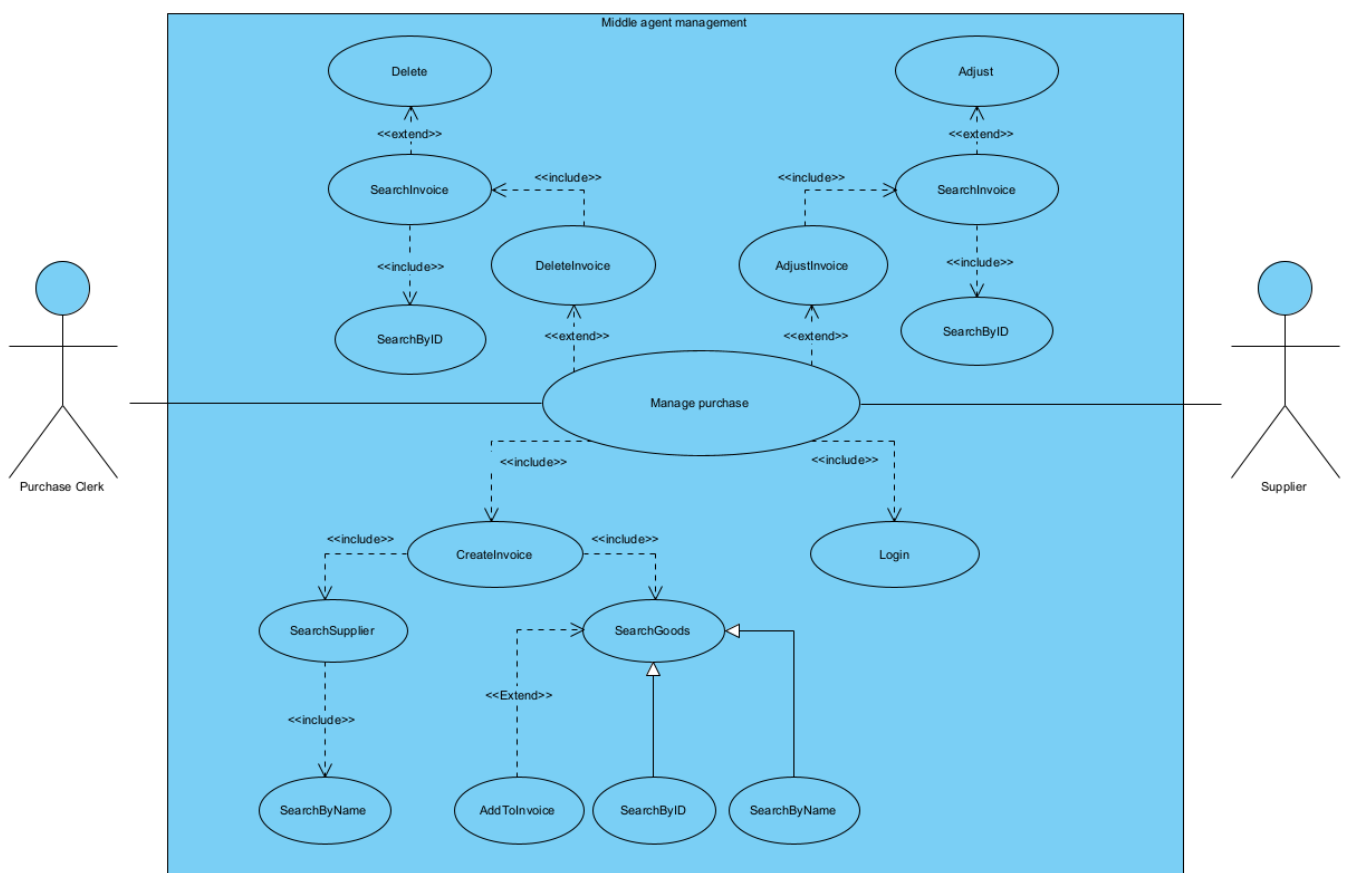 Middle agent management
Delete
Adjust
<<extend>>
<<extend>>
<<include>>
<<include>>
SearchInvoice
SearchInvoice
<<include>>
DeleteInvoice
AdjustInvoice
<<include>>
SearchByID
<<extend>>
<<extend>>
SearchByID
Manage purchase
Purchase Clerk
Supplier
<<include>>
<<include>>
<<include>>
<<include>>
CreateInvoice
Login
SearchSupplier
SearchGoods
<<Extend>>
<<include>>
SearchByName
AddToInvoice
SearchByID
SearchByName